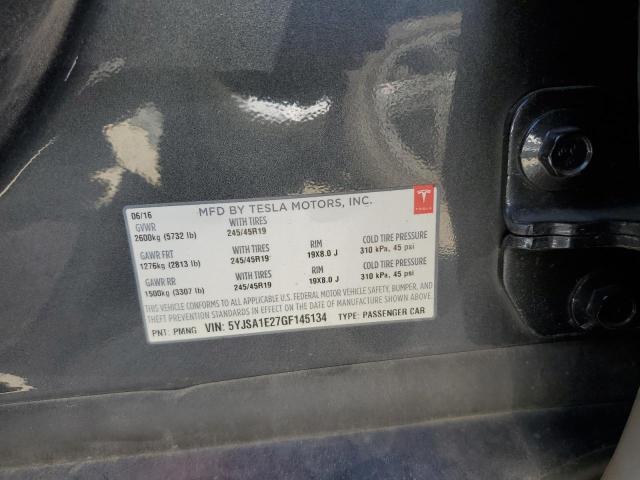 06/16 MFD BY TESLA MOTORS, INC.
TESLA
GVWR WITH TIRES
2600kg (5732 lb) 245/45R19
GAWR FRT WITH TIRES RIM COLD TIRE PRESSURE
1276kg (2813 lb) 245/45R19 19X8.0 J 310 kPa, 45 psi
GAWR RR WITH TIRES RIM COLD TIRE PRESSURE
1500kg (3307 lb) 245/45R19 19X8.0 J 310 kPa, 45 psi
THIS VEHICLE CONFORMS TO ALL APPLICABLE U.S. FEDERAL MOTOR VEHICLE SAFETY, BUMPER, AND
THEFT PREVENTION STANDARDS IN EFFECT ON THE DATE OF MANUFACTURE SHOWN ABOVE.
PNT: PMNG VIN: 5YJSA1E27GF145134 TYPE: PASSENGER CAR